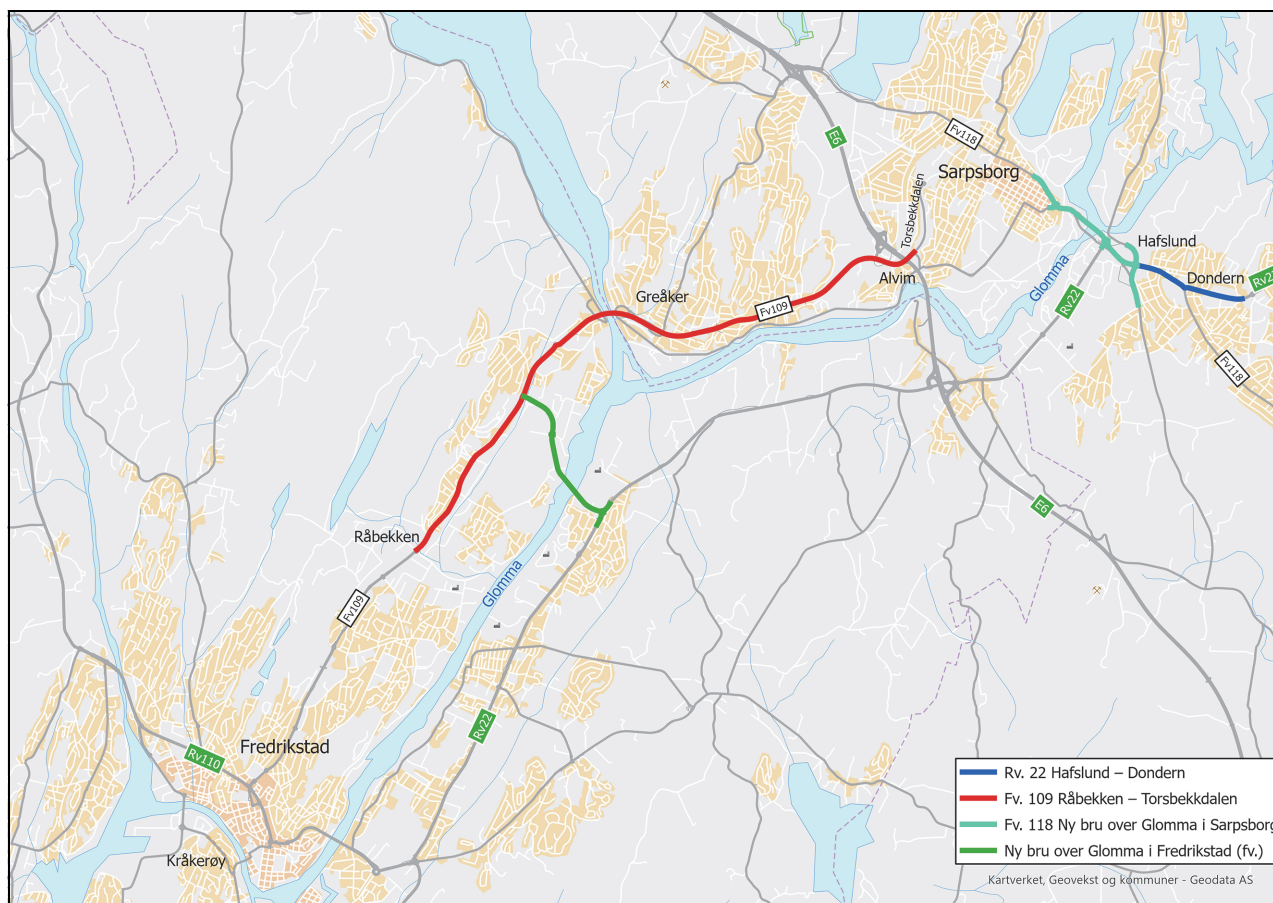 Fv118
E6
Sarpsborg
Torsbekkdalen
Hafslund
Glomma
Dondern
Alvim
Rv22
Rv2
Greåker
Fv109
Fv118
E6
Råbekken
Glomma
Fv109
Rv22
Fredrikstad
Rv110
Kråkerøy
Rv. 22 Hafslund – Dondern
Fv. 109 Råbekken – Torsbekkdalen
Fv. 118 Ny bru over Glomma i Sarpsborg
Ny bru over Glomma i Fredrikstad (fv.)
Kartverket, Geovekst og kommuner - Geodata AS